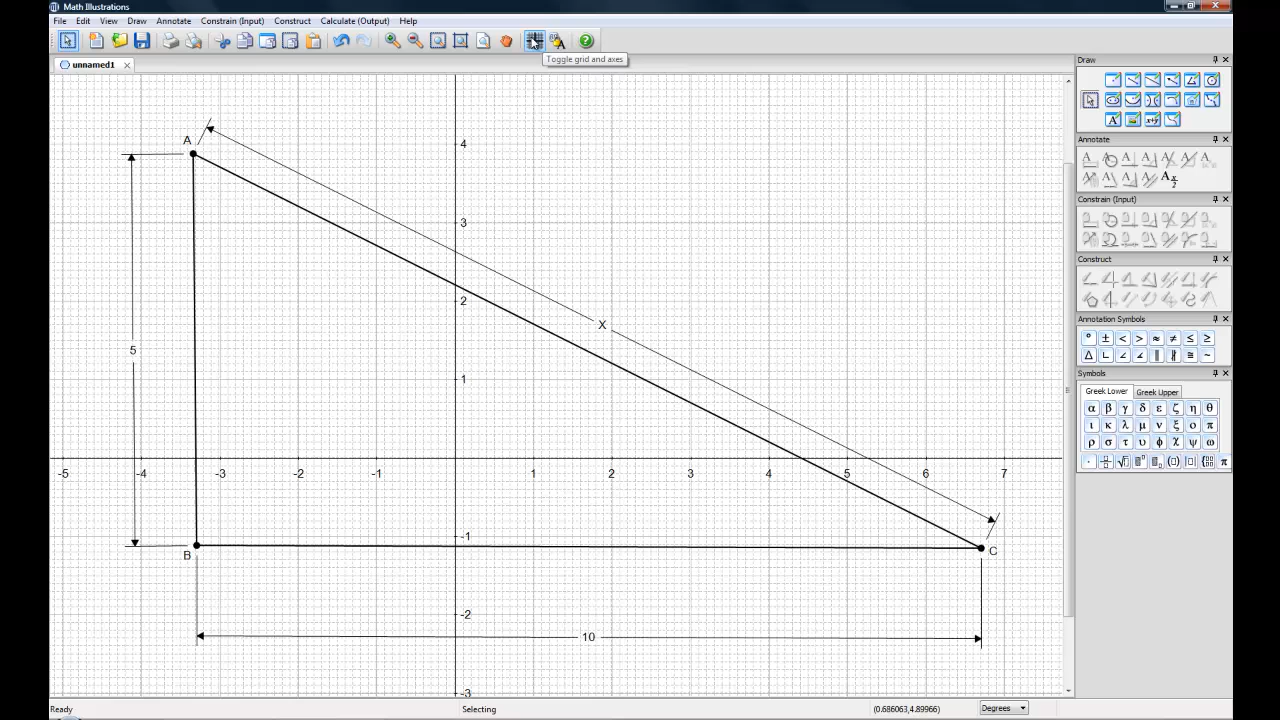 Math Illustrations
File Edit View Draw Annotate Constrain (Input) Construct Calculate (Output) Help
Toggle grid and axes
unnamed1
Draw
Annotate
Constrain (Input)
Construct
Annotation Symbols
° ± < > ≈ ≠ ≤ ≥
Symbols
Greek Lower Greek Upper
α β γ δ ε ζ η θ
ι κ λ μ ν ξ ο π
ρ σ τ υ φ χ ψ ω
A
4
3
2
X
5
1
-5 -4 -3 -2 -1 1 2 3 4 5 6 7
-1
B
C
-2
10
-3
Ready
Selecting
(0.686063,4.89966)
Degrees